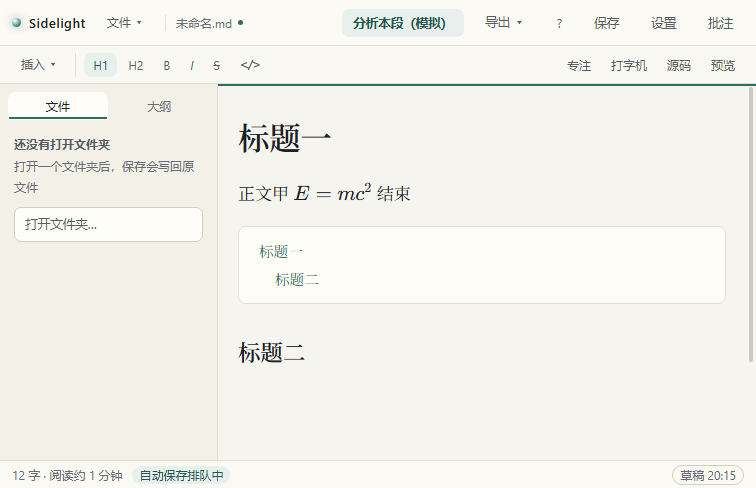 Sidelight 文件 未命名.md 分析本段（模拟） 导出 ? 保存 设置 批注
插入 H1 H2 B I S </> 专注 打字机 源码 预览
文件 大纲
还没有打开文件夹
打开一个文件夹后，保存会写回原
文件
打开文件夹...
标题一
正文甲 E = mc² 结束
标题一
标题二
标题二
12 字 · 阅读约 1 分钟 自动保存排队中 草稿 20:15